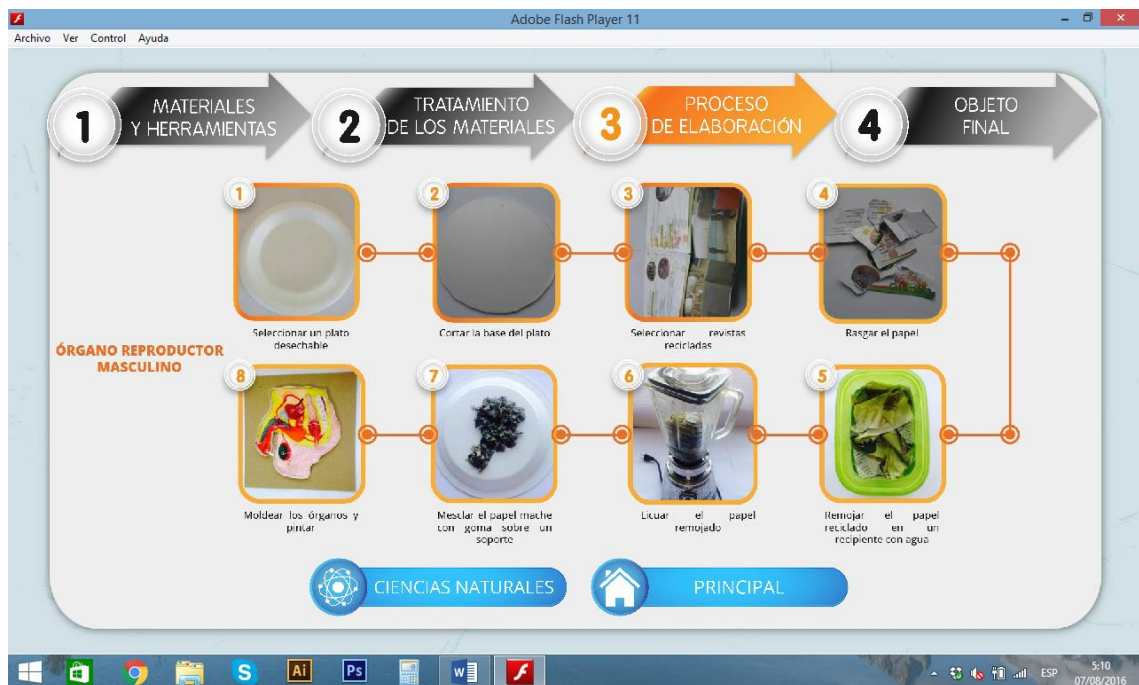 Adobe Flash Player 11
Archivo Ver Control Ayuda
1
MATERIALES
Y HERRAMIENTAS
2
TRATAMIENTO
DE LOS MATERIALES
3
PROCESO
DE ELABORACIÓN
4
OBJETO
FINAL
ÓRGANO REPRODUCTOR
MASCULINO
1
Seleccionar un plato
desechable
2
Cortar la base del plato
3
Seleccionar revistas
recicladas
4
Rasgar el papel
8
Moldear los órganos y
pintar
7
Mesclar el papel mache
con goma sobre un
soporte
6
Licuar el papel
remojado
5
Remojar el papel
reciclado en un
recipiente con agua
CIENCIAS NATURALES
PRINCIPAL
Ai
Ps
ESP
5:10
07/08/2016